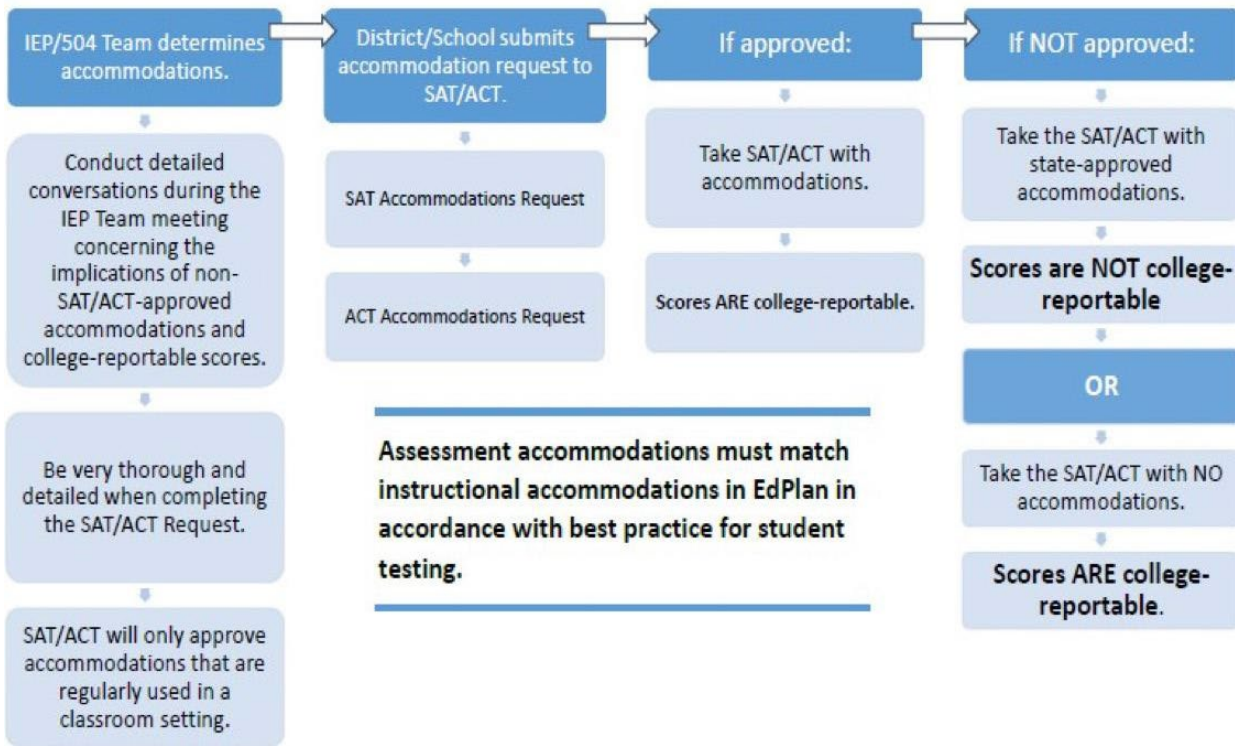 IEP/504 Team determines
accommodations.
Conduct detailed
conversations during the
IEP Team meeting
concerning the
implications of non-
SAT/ACT-approved
accommodations and
college-reportable scores.
Be very thorough and
detailed when completing
the SAT/ACT Request.
SAT/ACT will only approve
accommodations that are
regularly used in a
classroom setting.
District/School submits
accommodation request to
SAT/ACT.
SAT Accommodations Request
ACT Accommodations Request
If approved:
Take SAT/ACT with
accommodations.
Scores ARE college-reportable.
If NOT approved:
Take the SAT/ACT with
state-approved
accommodations.
Scores are NOT college-
reportable
OR
Take the SAT/ACT with NO
accommodations.
Scores ARE college-
reportable.
Assessment accommodations must match
instructional accommodations in EdPlan in
accordance with best practice for student
testing.